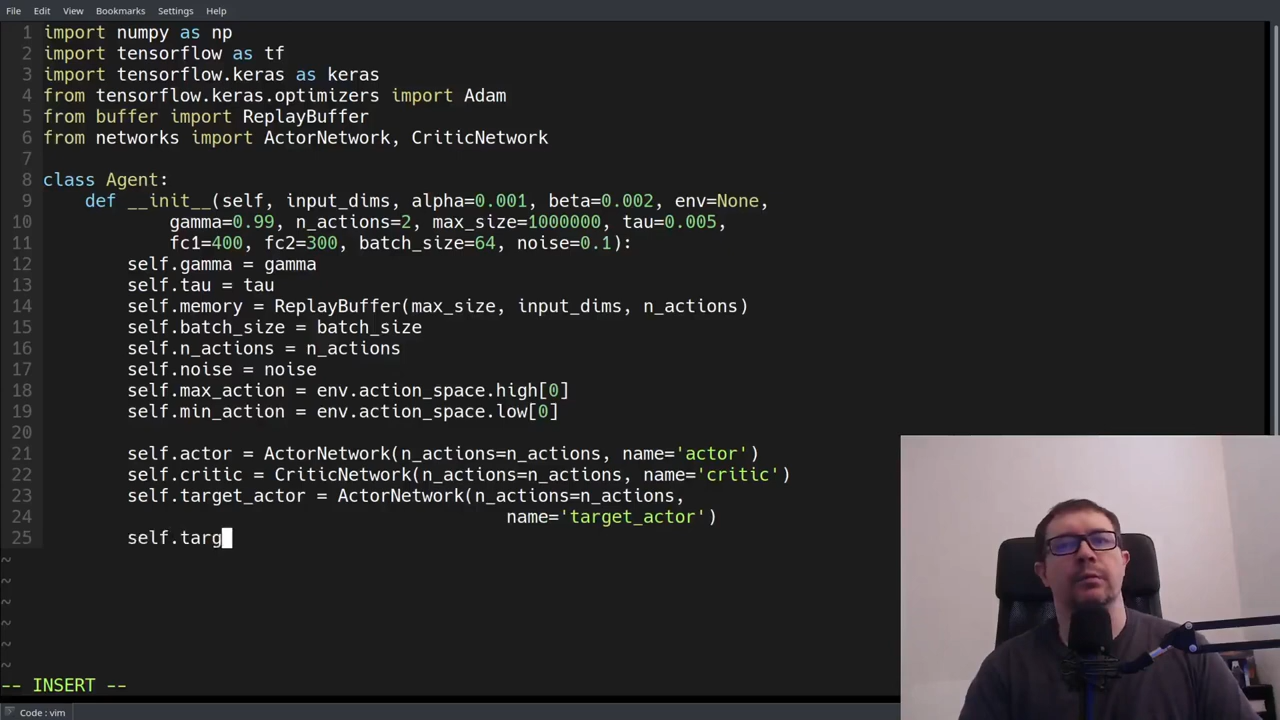 File Edit View Bookmarks Settings Help
1 import numpy as np
2 import tensorflow as tf
3 import tensorflow.keras as keras
4 from tensorflow.keras.optimizers import Adam
5 from buffer import ReplayBuffer
6 from networks import ActorNetwork, CriticNetwork
7
8 class Agent:
9     def __init__(self, input_dims, alpha=0.001, beta=0.002, env=None,
10             gamma=0.99, n_actions=2, max_size=1000000, tau=0.005,
11             fc1=400, fc2=300, batch_size=64, noise=0.1):
12         self.gamma = gamma
13         self.tau = tau
14         self.memory = ReplayBuffer(max_size, input_dims, n_actions)
15         self.batch_size = batch_size
16         self.n_actions = n_actions
17         self.noise = noise
18         self.max_action = env.action_space.high[0]
19         self.min_action = env.action_space.low[0]
20
21         self.actor = ActorNetwork(n_actions=n_actions, name='actor')
22         self.critic = CriticNetwork(n_actions=n_actions, name='critic')
23         self.target_actor = ActorNetwork(n_actions=n_actions,
24                                             name='target_actor')
25         self.targ
~
~
~
~
~
~
-- INSERT --
Code : vim